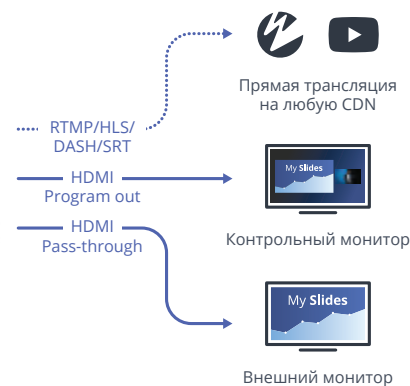 Прямая трансляция
на любую CDN
RTMP/HLS/
DASH/SRT
HDMI
Program out
My Slides
Контрольный монитор
HDMI
Pass-through
My Slides
Внешний монитор